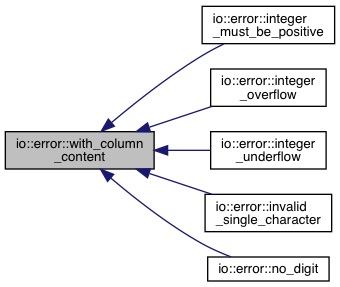 io::error::integer
_must_be_positive
io::error::integer
_overflow
io::error::with_column
_content
io::error::integer
_underflow
io::error::invalid
_single_character
io::error::no_digit